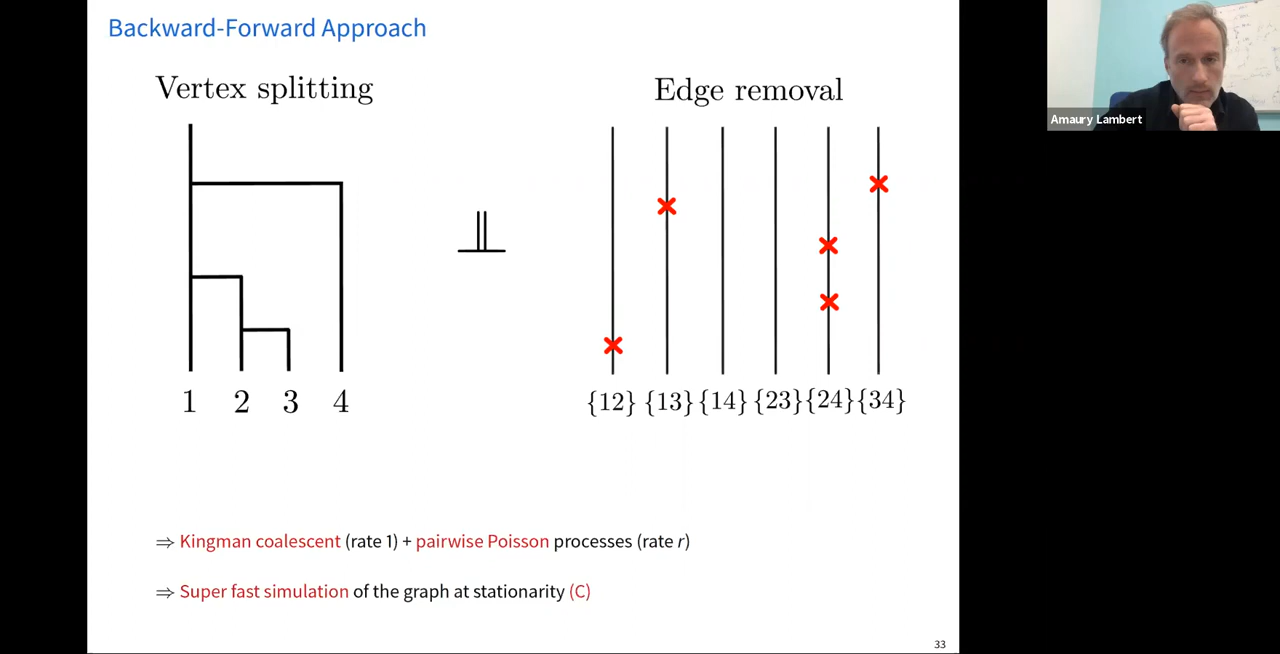 Backward-Forward Approach
Vertex splitting
Edge removal
1 2 3 4
{12} {13} {14} {23} {24} {34}
⇒ Kingman coalescent (rate 1) + pairwise Poisson processes (rate r)
⇒ Super fast simulation of the graph at stationarity (C)
33
Amaury Lambert